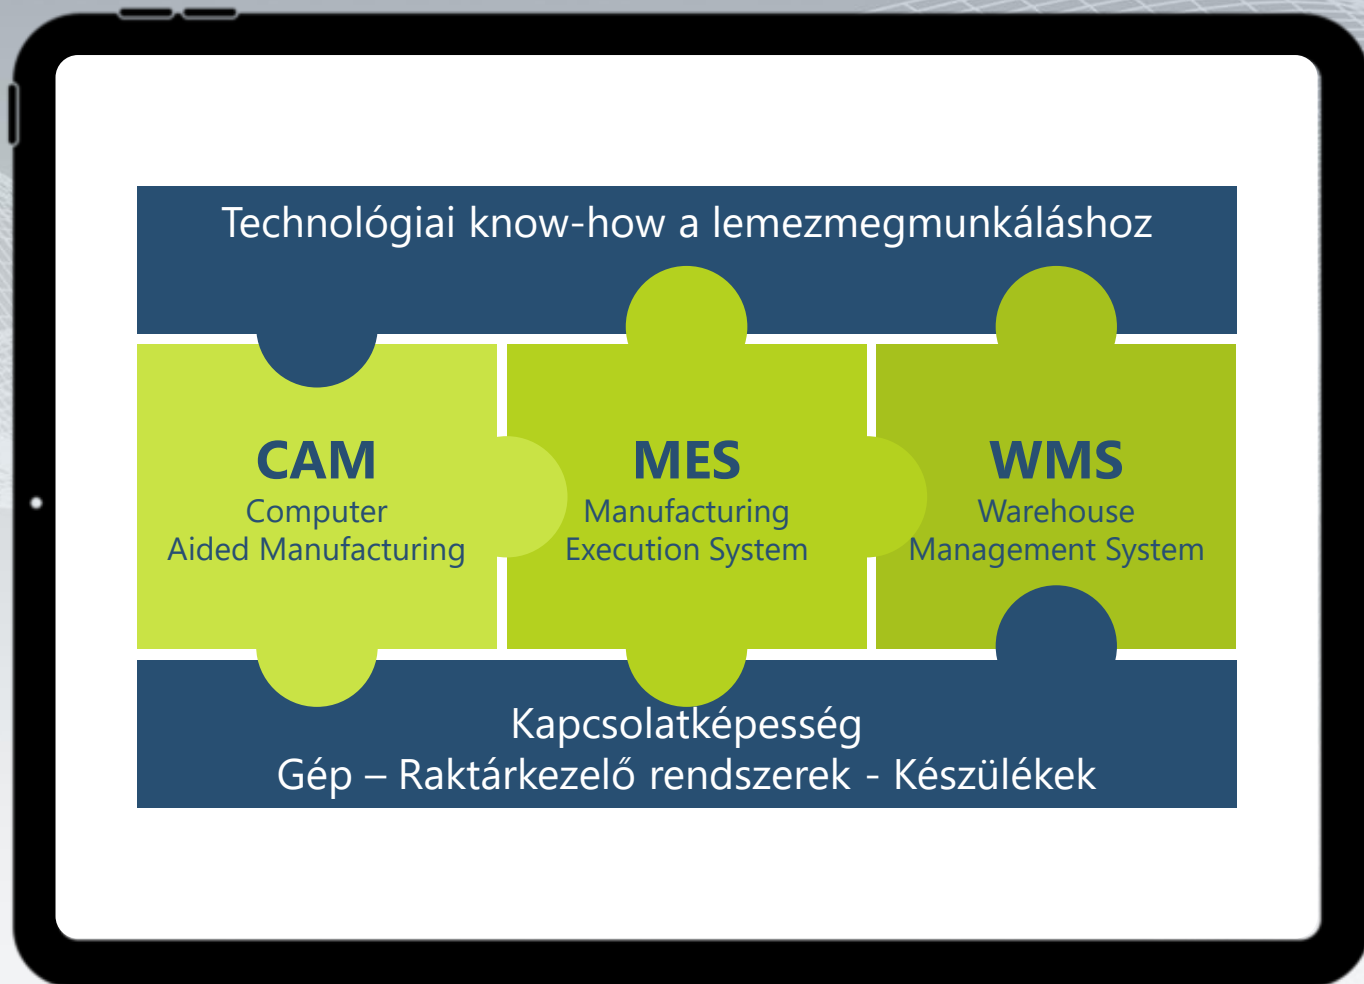 Technológiai know-how a lemezmegmunkáláshoz
CAM
Computer
Aided Manufacturing
MES
Manufacturing
Execution System
WMS
Warehouse
Management System
Kapcsolatképesség
Gép – Raktárkezelő rendszerek - Készülékek